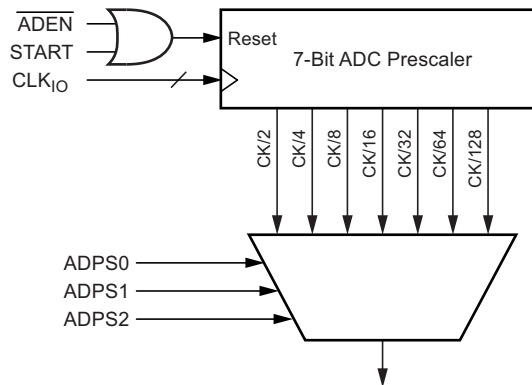 ADEN
START
CLKIO
Reset
7-Bit ADC Prescaler
CK/2
CK/4
CK/8
CK/16
CK/32
CK/64
CK/128
ADPS0
ADPS1
ADPS2